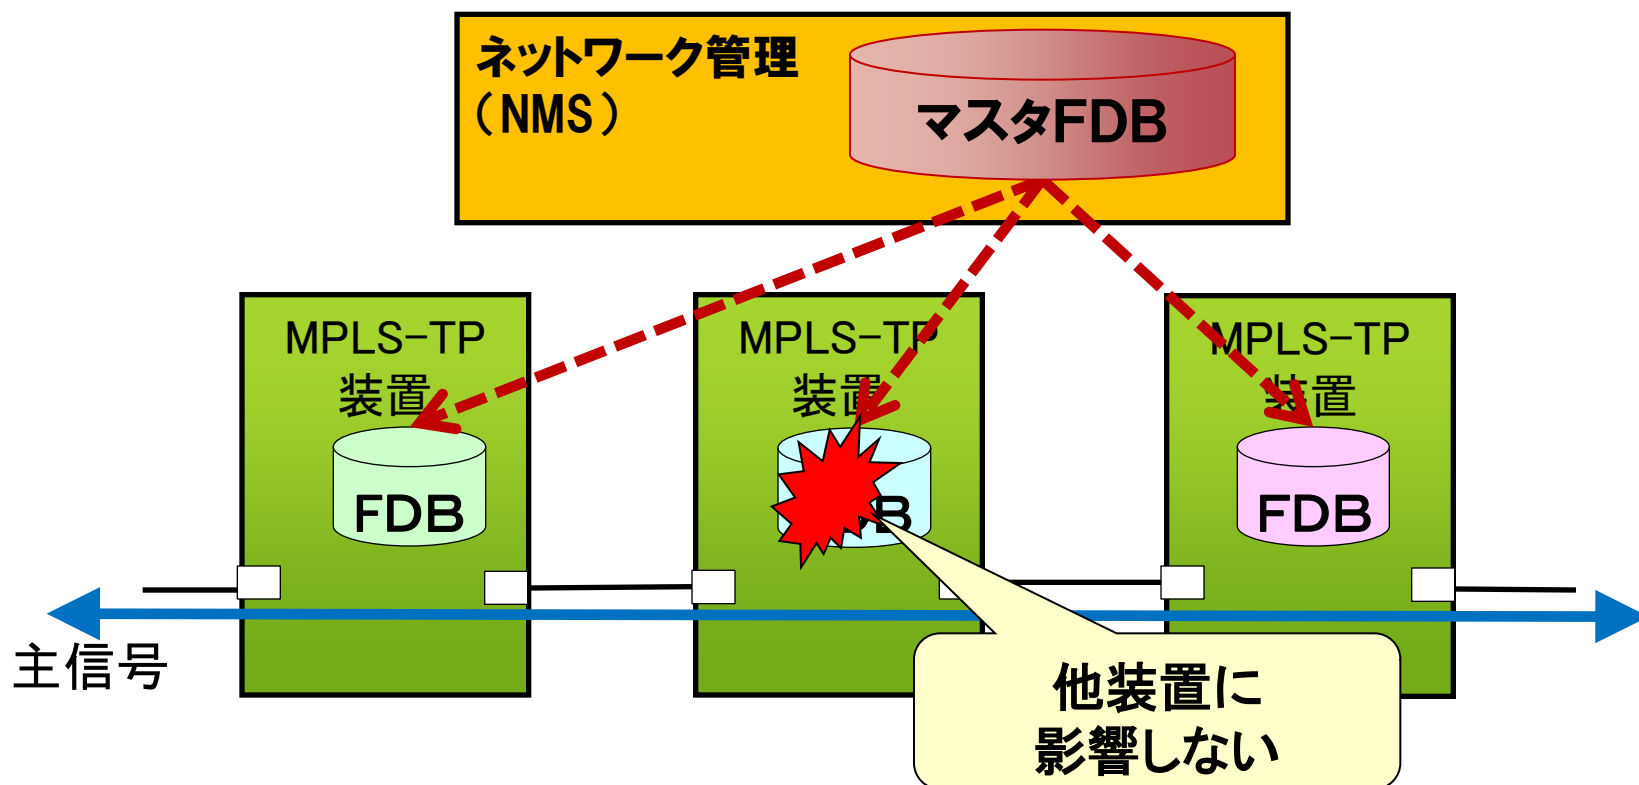 ネットワーク管理
（NMS）
マスタFDB
MPLS-TP
装置
FDB
MPLS-TP
装置
DB
MPLS-TP
装置
FDB
主信号
他装置に
影響しない